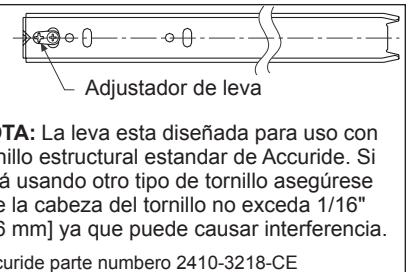 Adjustador de leva
OTA: La leva esta diseñada para uso con
nillo estructural estandar de Accuride. Si
á usando otro tipo de tornillo asegúrese
e la cabeza del tornillo no exceda 1/16"
6 mm] ya que puede causar interferencia.
curide parte numbero 2410-3218-CE